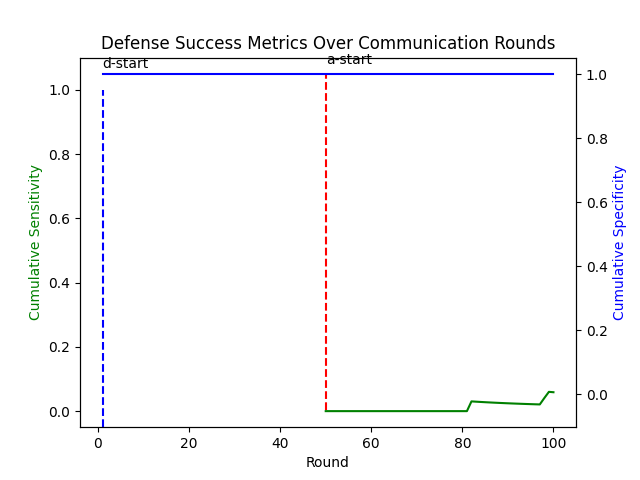 Defense Success Metrics Over Communication Rounds
d-start
a-start
1.0
0.8
0.6
0.4
0.2
0.0
Cumulative Sensitivity
1.0
0.8
0.6
0.4
0.2
0.0
Cumulative Specificity
0 20 40 60 80 100
Round